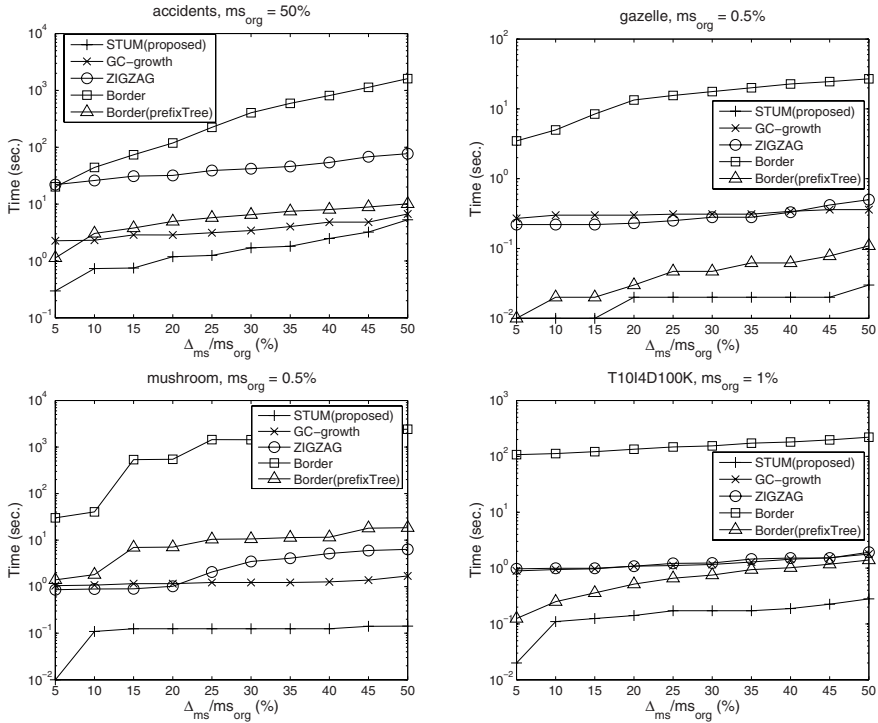 accidents, ms_org = 50%
10^4
10^3
10^2
10^1
10^0
10^-1
Time (sec.)
STUM(proposed)
GC-growth
ZIGZAG
Border
Border(prefixTree)
5 10 15 20 25 30 35 40 45 50
Δ_ms/ms_org (%)
gazelle, ms_org = 0.5%
10^2
10^1
10^0
10^-1
10^-2
Time (sec.)
STUM(proposed)
GC-growth
ZIGZAG
Border
Border(prefixTree)
5 10 15 20 25 30 35 40 45 50
Δ_ms/ms_org (%)
mushroom, ms_org = 0.5%
10^4
10^3
10^2
10^1
10^0
10^-1
10^-2
Time (sec.)
STUM(proposed)
GC-growth
ZIGZAG
Border
Border(prefixTree)
5 10 15 20 25 30 35 40 45 50
Δ_ms/ms_org (%)
T10I4D100K, ms_org = 1%
10^3
10^2
10^1
10^0
10^-1
10^-2
Time (sec.)
STUM(proposed)
GC-growth
ZIGZAG
Border
Border(prefixTree)
5 10 15 20 25 30 35 40 45 50
Δ_ms/ms_org (%)